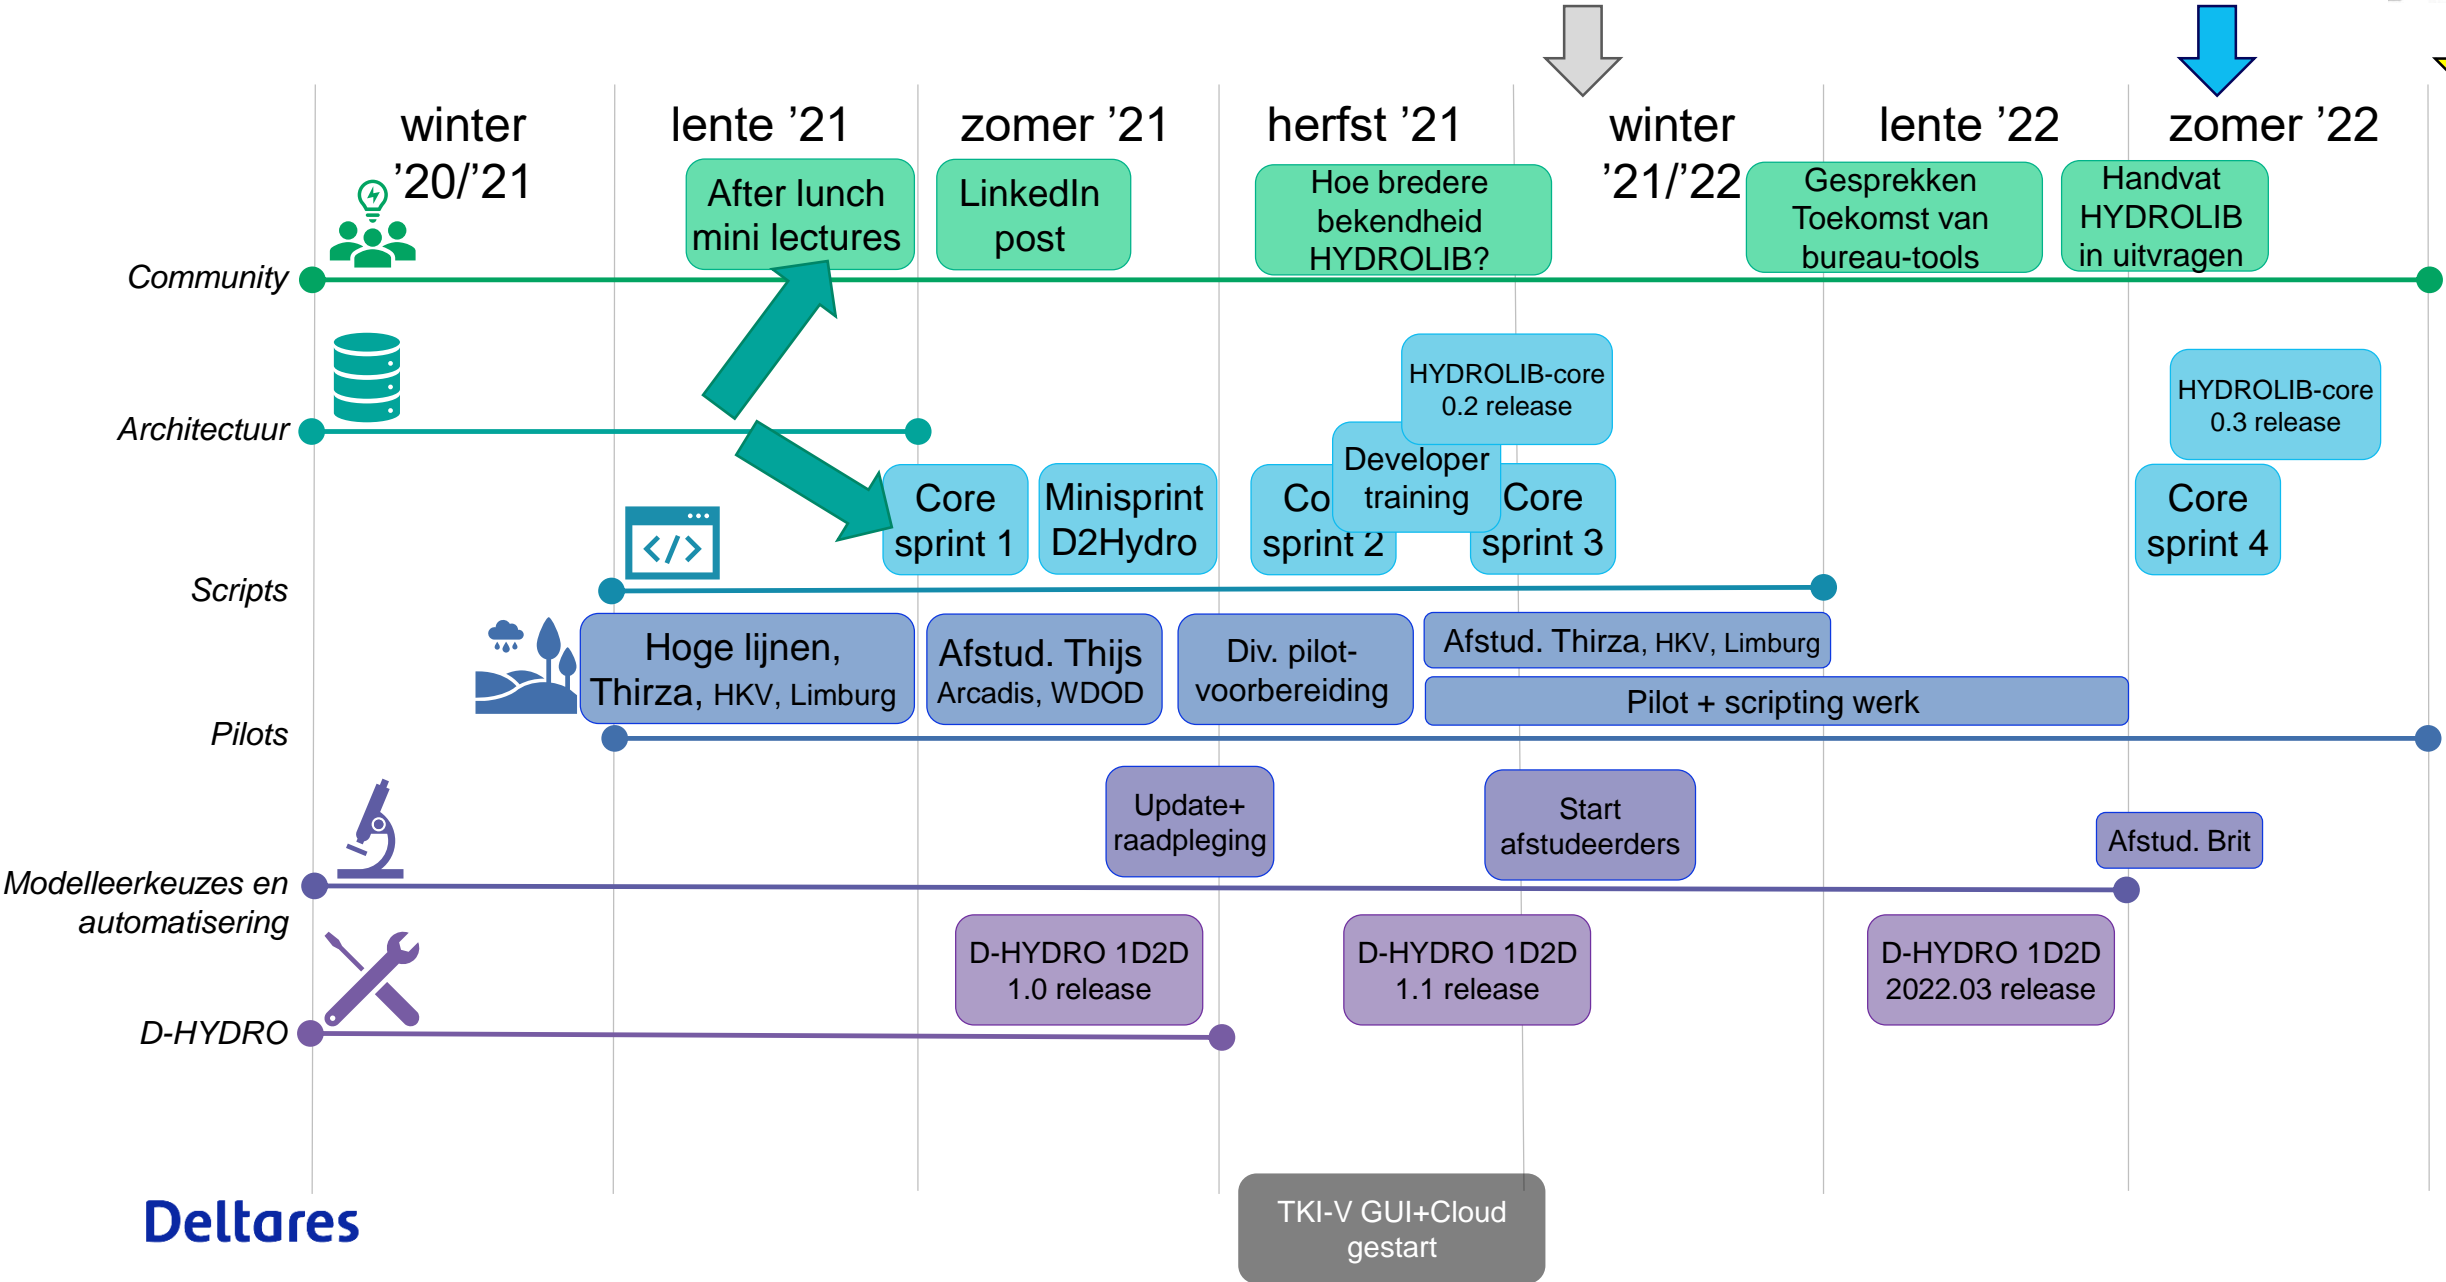 winter
’20/’21
lente ’21
zomer ’21
herfst ’21
winter
’21/’22
lente ’22
zomer ’22
After lunch
mini lectures
LinkedIn
post
Hoe bredere
bekendheid
HYDROLIB?
Gesprekken
Toekomst van
bureau-tools
Handvat
HYDROLIB
in uitvragen
Community
HYDROLIB-core
0.2 release
HYDROLIB-core
0.3 release
Architectuur
Developer
training
Core
sprint 1
Minisprint
D2Hydro
Co
sprint 2
Core
sprint 3
Core
sprint 4
</>
Scripts
Hoge lijnen,
Thirza, HKV, Limburg
Afstud. Thijs
Arcadis, WDOD
Div. pilot-
voorbereiding
Afstud. Thirza, HKV, Limburg
Pilot + scripting werk
Pilots
Update+
raadpleging
Start
afstudeerders
Afstud. Brit
Modelleerkeuzes en
automatisering
D-HYDRO 1D2D
1.0 release
D-HYDRO 1D2D
1.1 release
D-HYDRO 1D2D
2022.03 release
D-HYDRO
TKI-V GUI+Cloud
gestart
Deltares